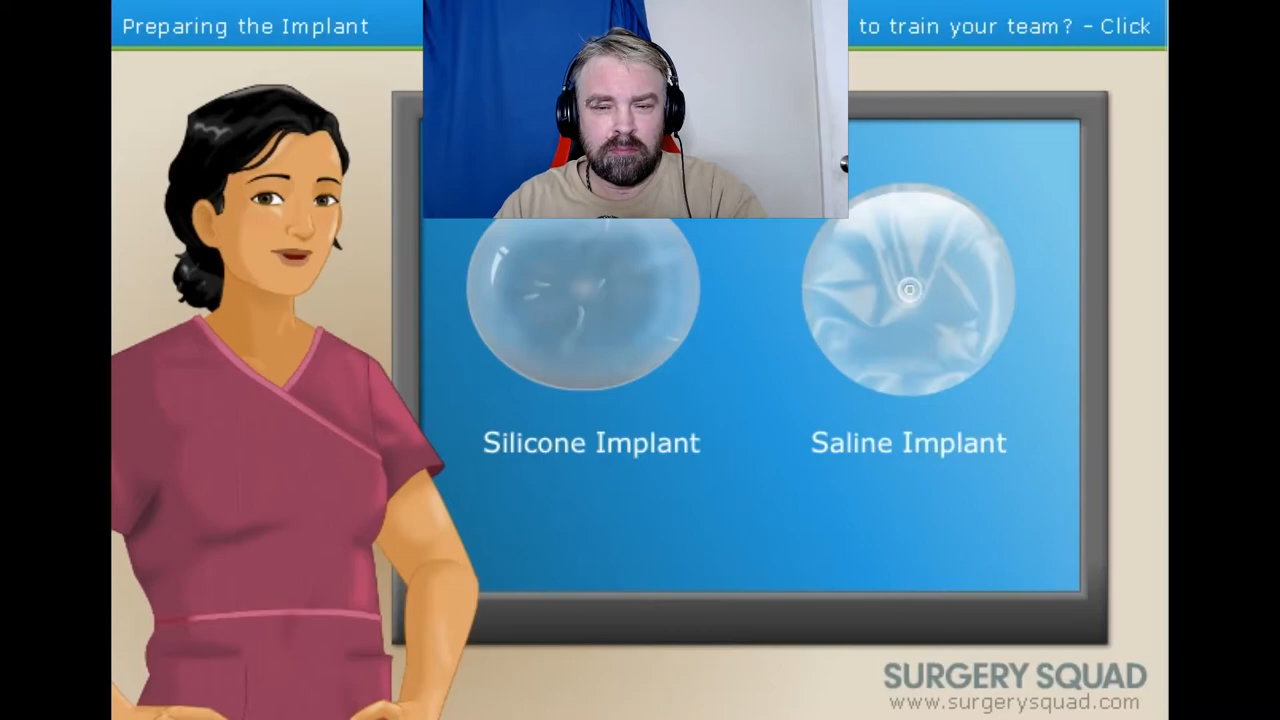 Preparing the Implant
to train your team? – Click
Silicone Implant
Saline Implant
SURGERY SQUAD
www.surgerysquad.com